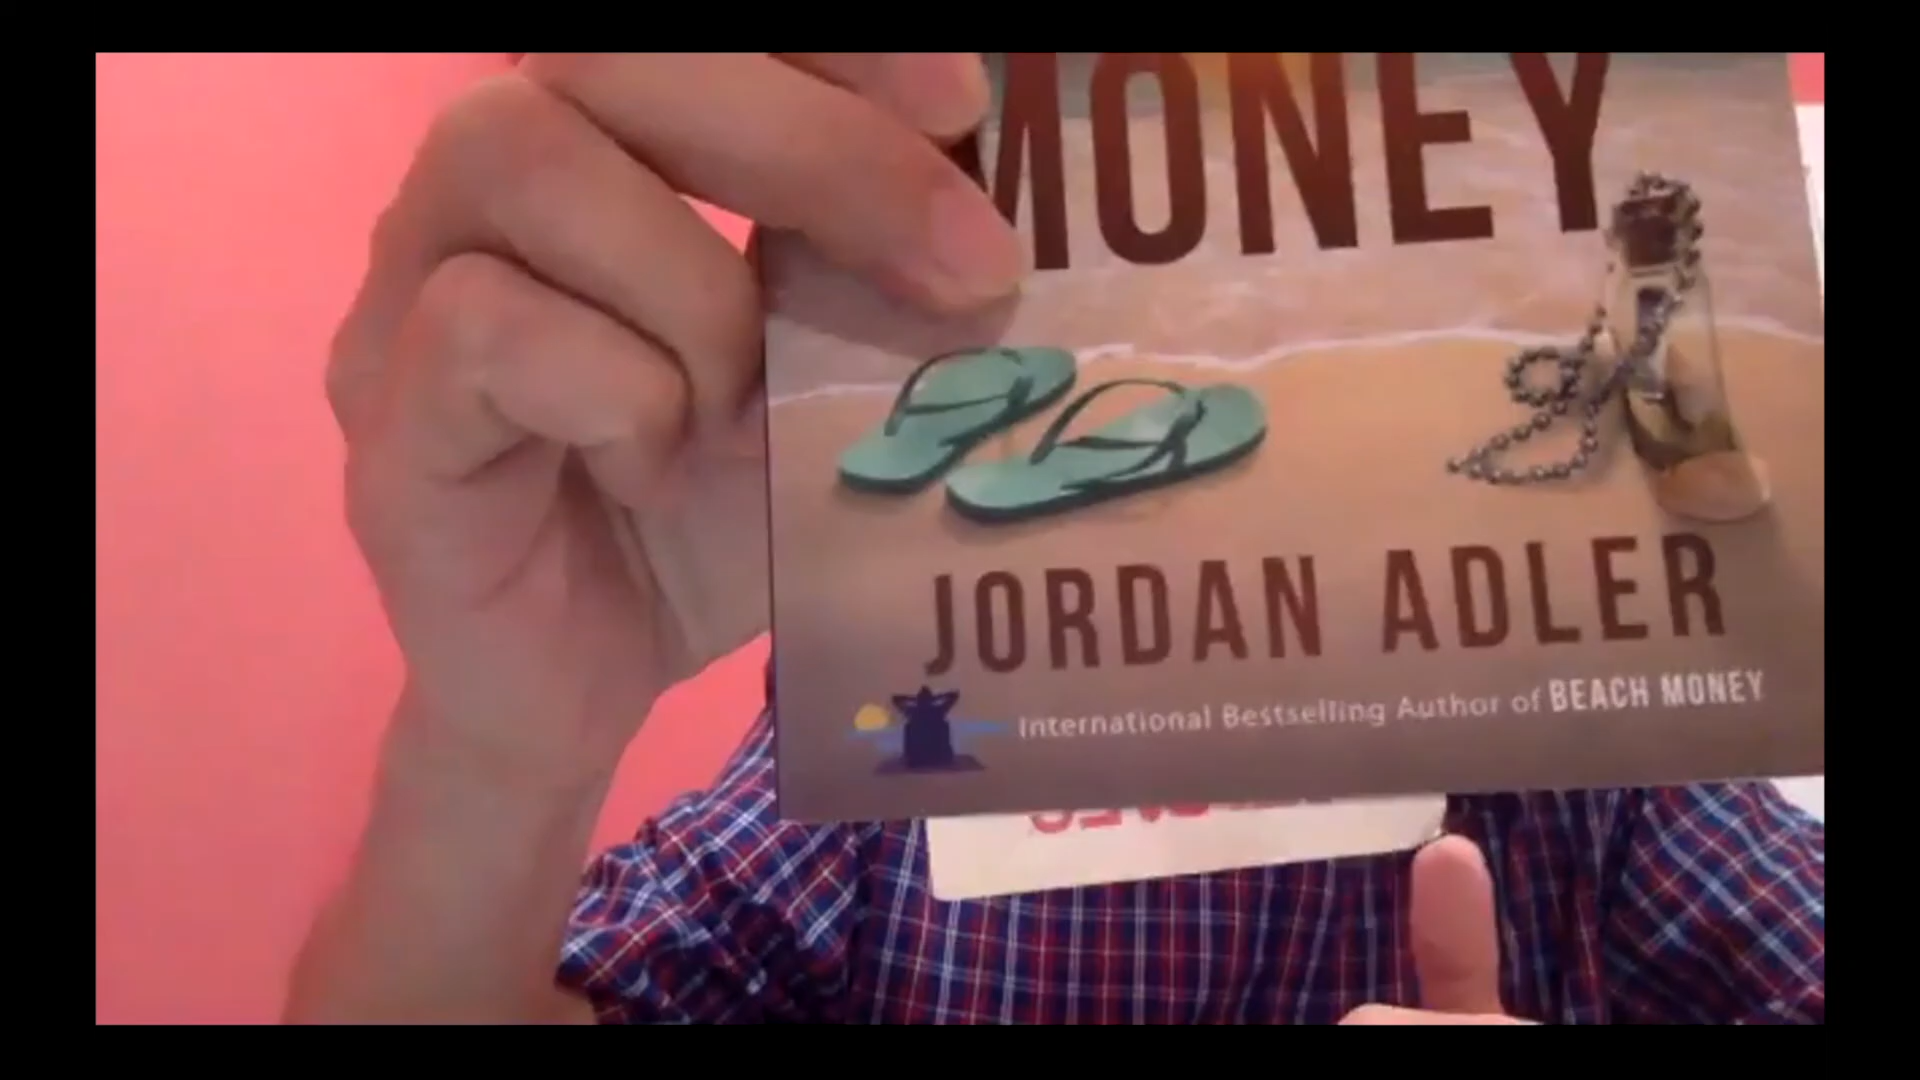 MONEY
JORDAN ADLER
International Bestselling Author of BEACH MONEY